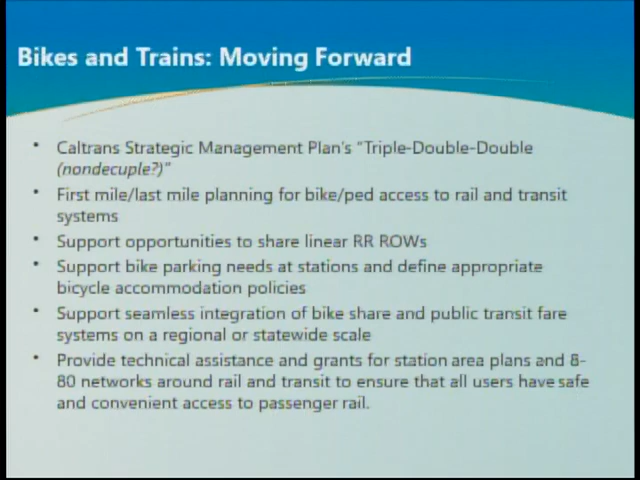 Bikes and Trains: Moving Forward
• Caltrans Strategic Management Plan's "Triple-Double-Double
(nondecuple?)"
• First mile/last mile planning for bike/ped access to rail and transit
systems
• Support opportunities to share linear RR ROWs
• Support bike parking needs at stations and define appropriate
bicycle accommodation policies
• Support seamless integration of bike share and public transit fare
systems on a regional or statewide scale
• Provide technical assistance and grants for station area plans and 8-
80 networks around rail and transit to ensure that all users have safe
and convenient access to passenger rail.